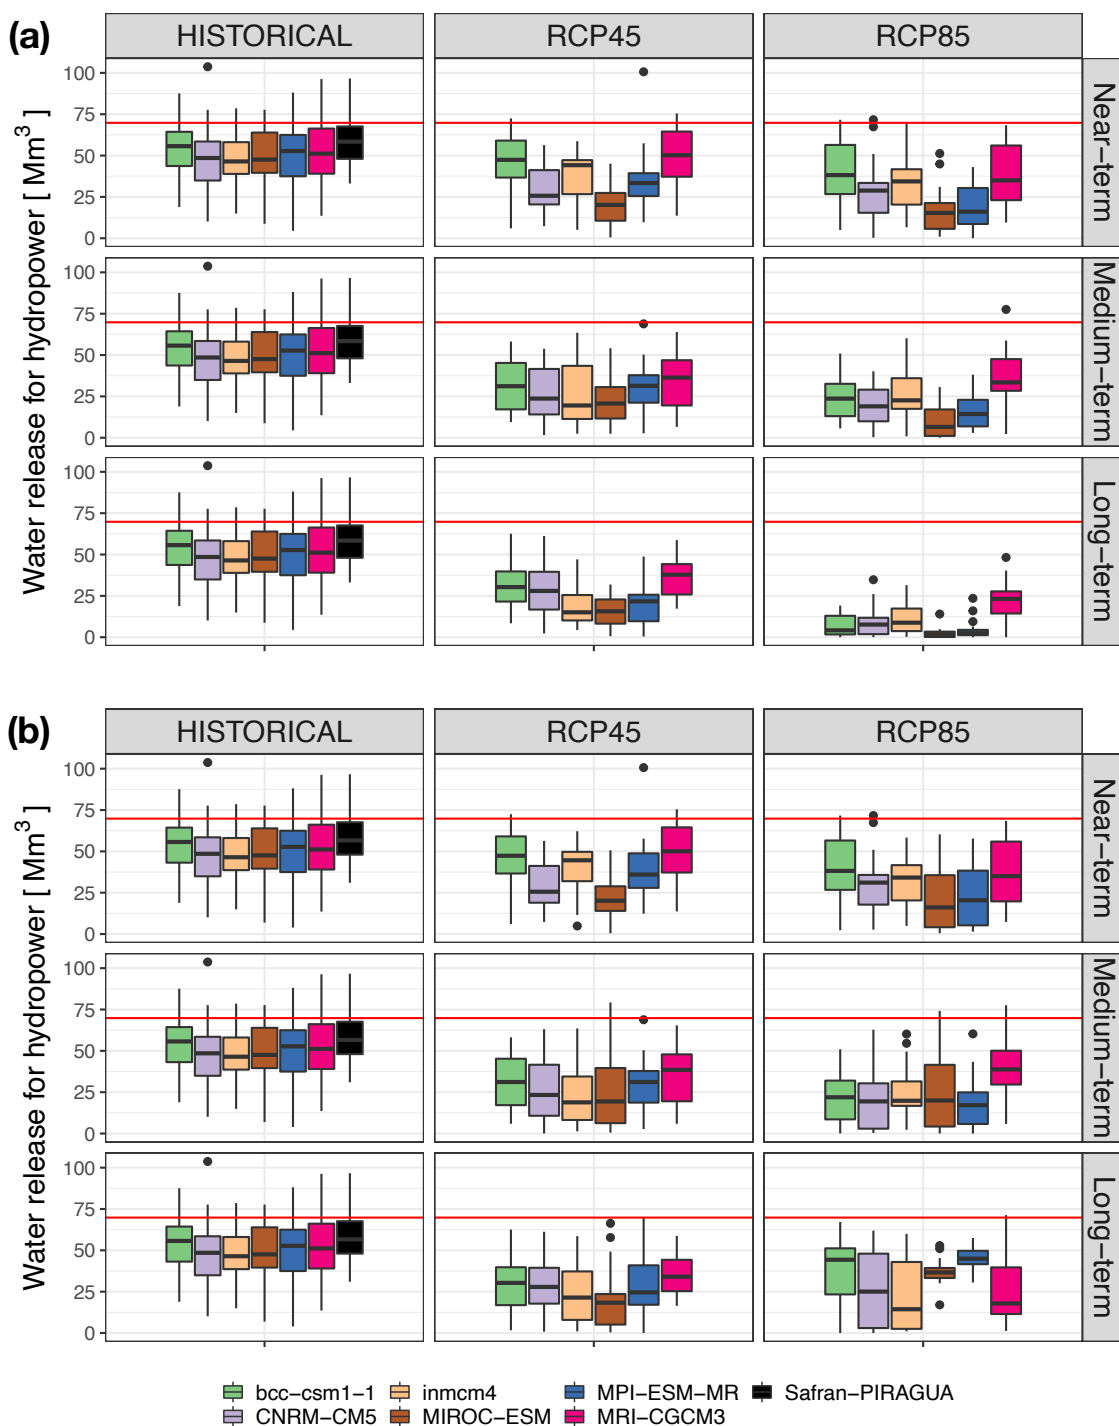 (a)
HISTORICAL RCP45 RCP85
Water release for hydropower [ Mm³ ]
100
75
50
25
0
Near−term
100
75
50
25
0
Medium−term
100
75
50
25
0
Long−term
(b)
HISTORICAL RCP45 RCP85
Water release for hydropower [ Mm³ ]
100
75
50
25
0
Near−term
100
75
50
25
0
Medium−term
100
75
50
25
0
Long−term
bcc−csm1−1 inmcm4 MPI−ESM−MR Safran−PIRAGUA
CNRM−CM5 MIROC−ESM MRI−CGCM3